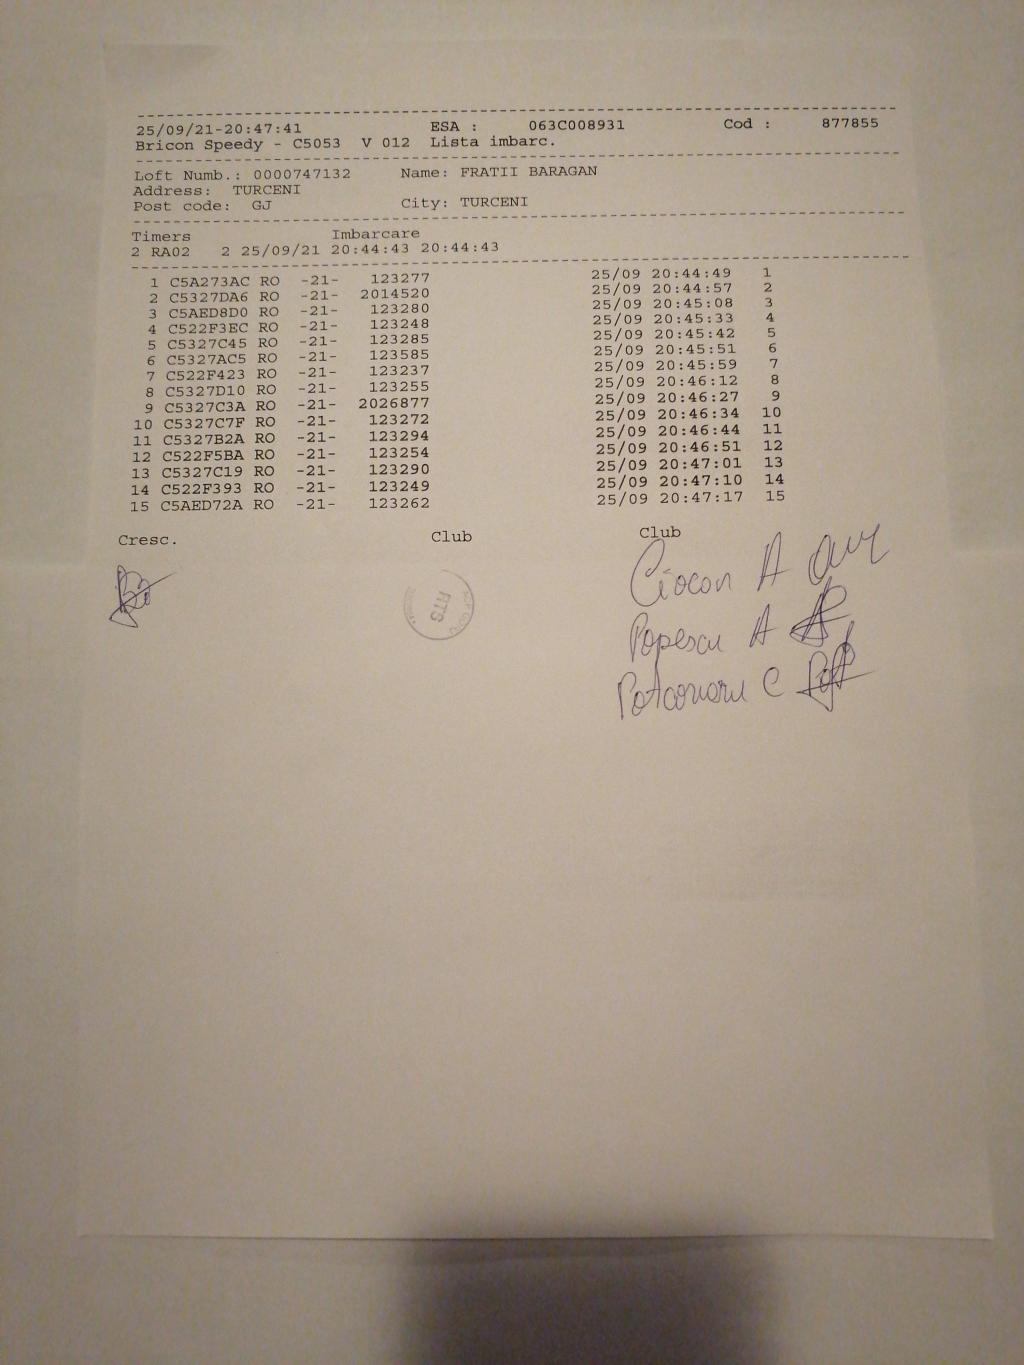 25/09/21-20:47:41 ESA : 063C008931 Cod : 877855
Bricon Speedy - C5053 V 012 Lista imbarc.
Loft Numb.: 0000747132 Name: FRATII BARAGAN
Address: TURCENI
Post code: GJ City: TURCENI
Timers Imbarcare
2 RA02 2 25/09/21 20:44:43 20:44:43
1 C5A273AC RO -21- 123277 25/09 20:44:49 1
2 C5327DA6 RO -21- 2014520 25/09 20:44:57 2
3 C5AED8D0 RO -21- 123280 25/09 20:45:08 3
4 C522F3EC RO -21- 123248 25/09 20:45:33 4
5 C5327C45 RO -21- 123285 25/09 20:45:42 5
6 C5327AC5 RO -21- 123585 25/09 20:45:51 6
7 C522F423 RO -21- 123237 25/09 20:45:59 7
8 C5327D10 RO -21- 123255 25/09 20:46:12 8
9 C5327C3A RO -21- 2026877 25/09 20:46:27 9
10 C5327C7F RO -21- 123272 25/09 20:46:34 10
11 C5327B2A RO -21- 123294 25/09 20:46:44 11
12 C522F5BA RO -21- 123254 25/09 20:46:51 12
13 C5327C19 RO -21- 123290 25/09 20:47:01 13
14 C522F393 RO -21- 123249 25/09 20:47:10 14
15 C5AED72A RO -21- 123262 25/09 20:47:17 15
Cresc. Club Club
Ciocan A
Popescu A
C